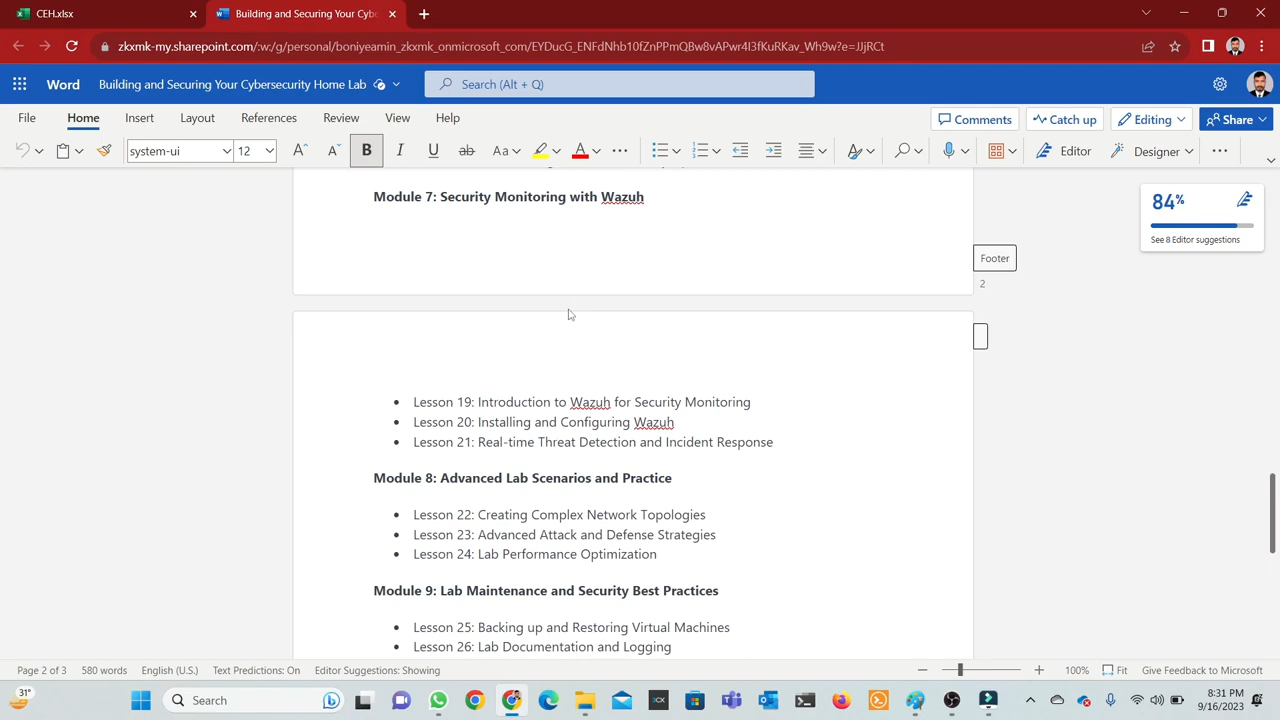 CEH.xlsx
Building and Securing Your Cybe
zkxmk-my.sharepoint.com/:w:/g/personal/boniyeamin_zkxmk_onmicrosoft_com/EYDucG_ENFdNhb10fZnPPmQBw8vAPwr4I3fKuRKav_Wh9w?e=JJjRCt
Word
Building and Securing Your Cybersecurity Home Lab
Search (Alt + Q)
File
Home
Insert
Layout
References
Review
View
Help
Comments
Catch up
Editing
Share
system-ui
12
Editor
Designer
Module 7: Security Monitoring with Wazuh
84%
See 8 Editor suggestions
Footer
2
Lesson 19: Introduction to Wazuh for Security Monitoring
Lesson 20: Installing and Configuring Wazuh
Lesson 21: Real-time Threat Detection and Incident Response
Module 8: Advanced Lab Scenarios and Practice
Lesson 22: Creating Complex Network Topologies
Lesson 23: Advanced Attack and Defense Strategies
Lesson 24: Lab Performance Optimization
Module 9: Lab Maintenance and Security Best Practices
Lesson 25: Backing up and Restoring Virtual Machines
Lesson 26: Lab Documentation and Logging
Page 2 of 3
580 words
English (U.S.)
Text Predictions: On
Editor Suggestions: Showing
100%
Fit
Give Feedback to Microsoft
31°
Search
8:31 PM
9/16/2023